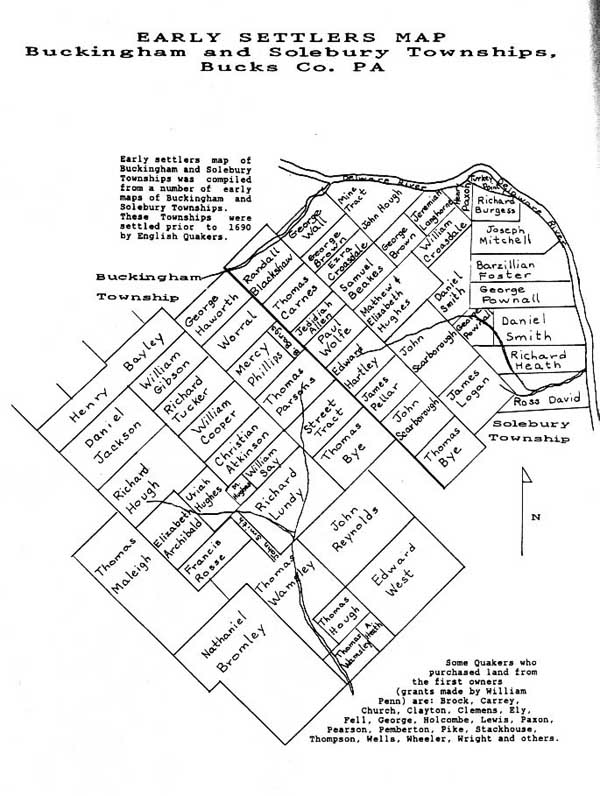 EARLY SETTLERS MAP
Buckingham and Solebury Townships,
Bucks Co. PA
Early settlers map of
Buckingham and Solebury
Townships was compiled
from a number of early
maps of Buckingham and
Solebury Townships.
These Townships were
settled prior to 1690
by English Quakers.
Delaware River
Delaware River
Turkey
Point
Henry
Paxon
Richard
Burgess
Mine
Tract
John Hough
Jeremiah
Langhorne
George
Wall
George
Brown
Ezra
Croasdale
George
Brown
William
Croasdale
Joseph
Mitchell
Randall
Blackshaw
Samuel
Beakes
Barzillian
Foster
Buckingham
Township
Thomas
Carnes
Mathew &
Elizabeth
Hughes
Daniel
Smith
George
Pownall
George
Haworth
Jedidiah
Allen
George
Pownall
Daniel
Smith
Worral
Paul
Wolfe
John
Scarborough
Richard
Heath
Henry Bayley
Mercy
Phillips
Edward
Hartley
James
Logan
Ross David
William
Gibson
Thomas
Parsons
James
Pellar
John
Scarborough
Solebury
Township
Richard
Tucker
Street
Tract
Daniel
Jackson
William
Cooper
Thomas
Bye
Thomas
Bye
Christian
Atkinson
William
Say
M.
Hughes
Richard
Lundy
Richard
Hough
Uriah
Hughes
Elizabeth
Archibald
John
Reynolds
N
John Smith
Francis
Rosse
Thomas
Maleigh
Thomas
Wamsley
Edward
West
Thomas
Hough
Nathaniel
Bromley
Thomas
Wamsley
A.
Heath
Some Quakers who
purchased land from
the first owners
(grants made by William
Penn) are: Brock, Carrey,
Church, Clayton, Clemens, Ely,
Fell, George, Holcombe, Lewis, Paxon,
Pearson, Pemberton, Pike, Stackhouse,
Thompson, Wells, Wheeler, Wright and others.